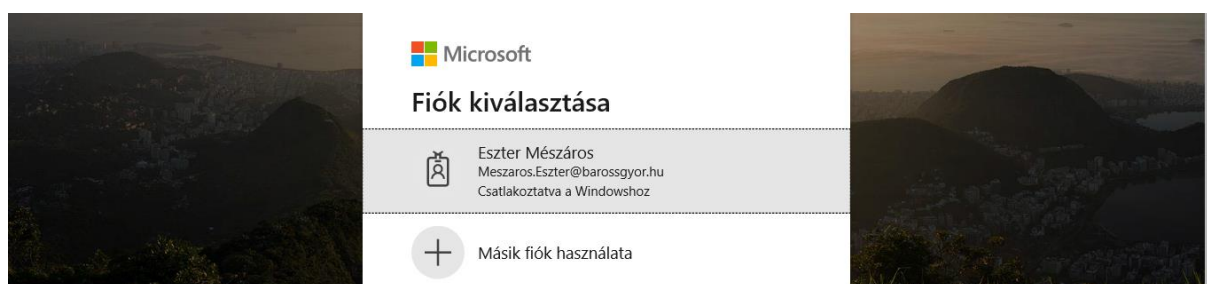 Microsoft
Fiók kiválasztása
Eszter Mészáros
Meszaros.Eszter@barossgyor.hu
Csatlakoztatva a Windowshoz
Másik fiók használata